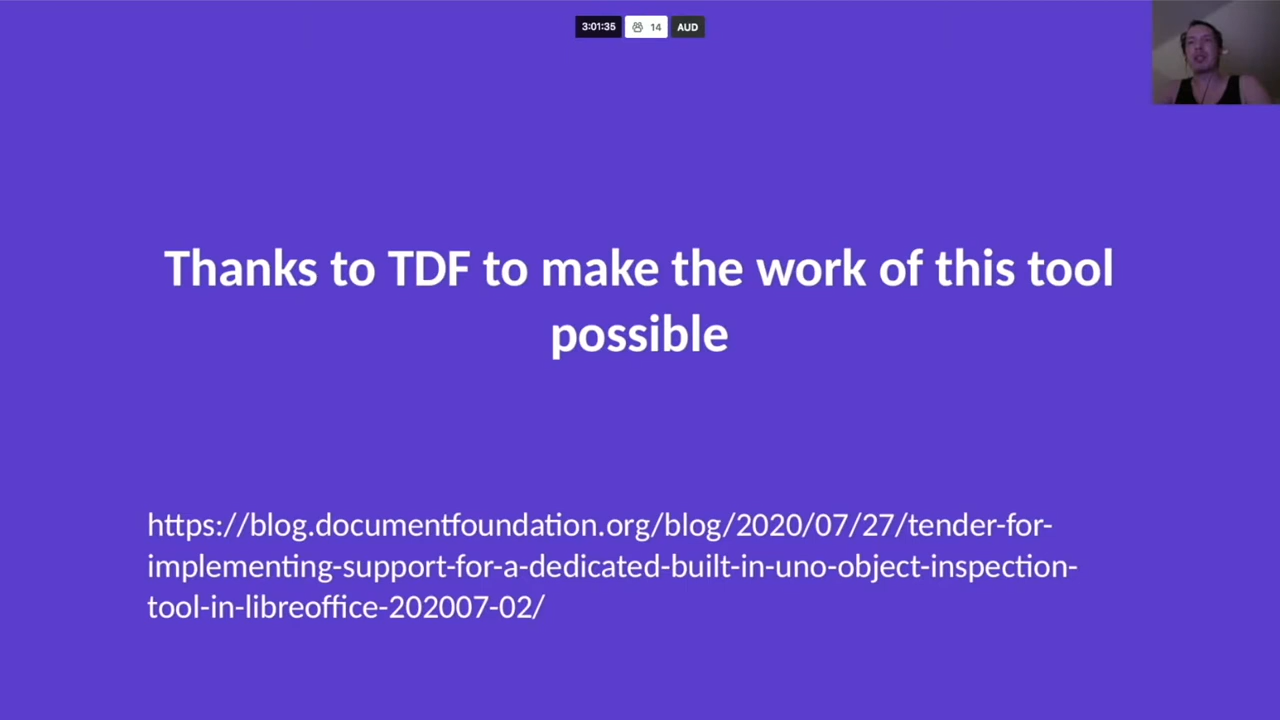 3:01:35 14 AUD
Thanks to TDF to make the work of this tool
possible
https://blog.documentfoundation.org/blog/2020/07/27/tender-for-
implementing-support-for-a-dedicated-built-in-uno-object-inspection-
tool-in-libreoffice-202007-02/